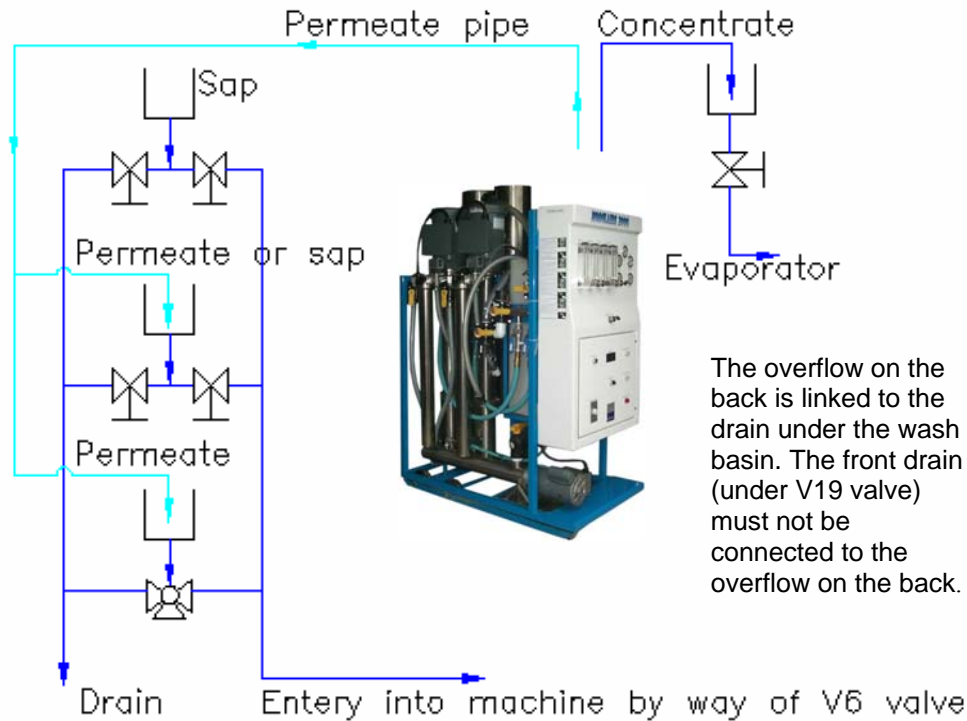 Permeate pipe
Concentrate
Sap
Permeate or sap
Evaporator
The overflow on the
back is linked to the
drain under the wash
basin. The front drain
(under V19 valve)
must not be
connected to the
overflow on the back.
Permeate
Drain
Entery into machine by way of V6 valve